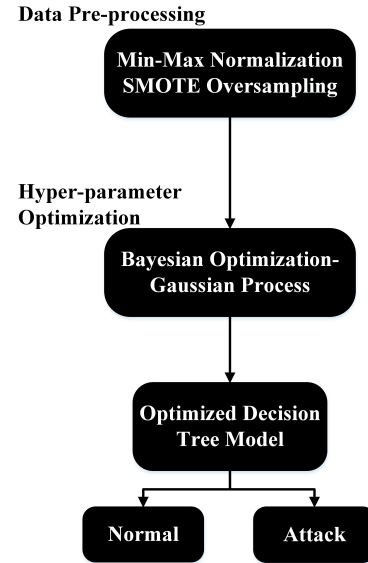 Data Pre-processing
Min-Max Normalization
SMOTE Oversampling
Hyper-parameter
Optimization
Bayesian Optimization-
Gaussian Process
Optimized Decision
Tree Model
Normal
Attack